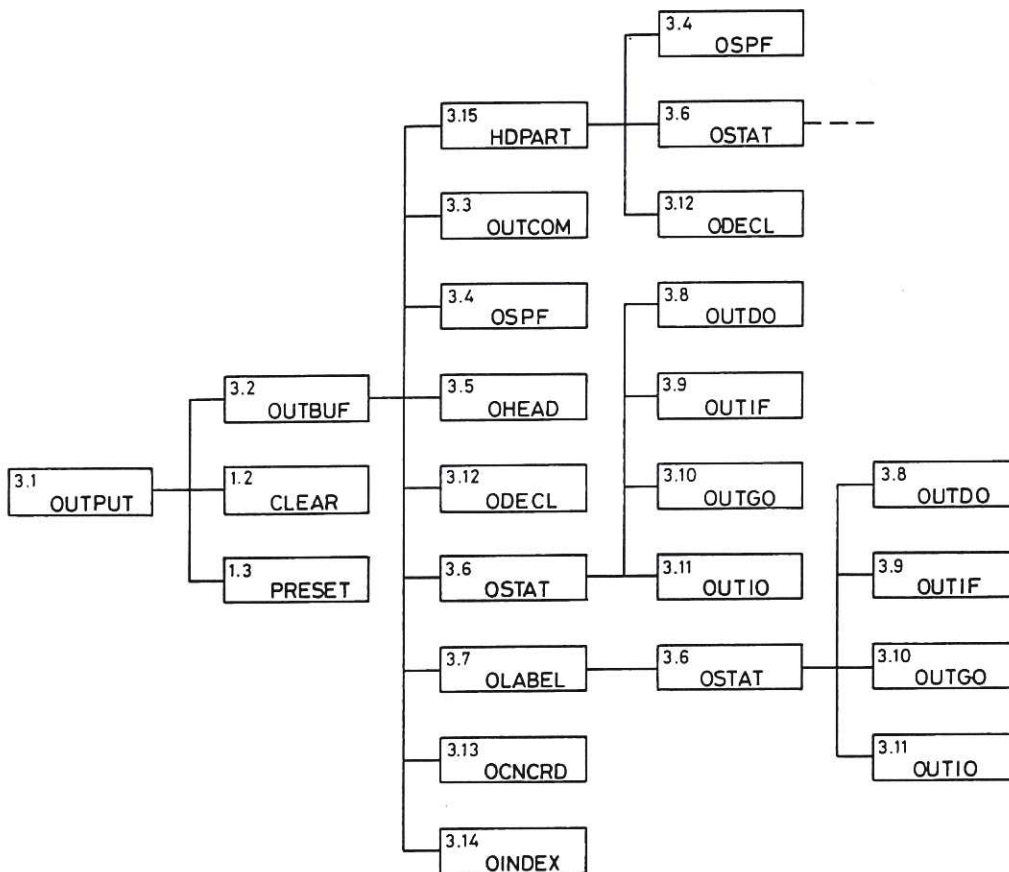 3.4
OSPF
3.15
HDPART
3.6
OSTAT
3.3
OUTCOM
3.12
ODECL
3.4
OSPF
3.8
OUTDO
3.2
OUTBUF
3.5
OHEAD
3.9
OUTIF
3.1
OUTPUT
1.2
CLEAR
3.12
ODECL
3.10
OUTGO
3.8
OUTDO
1.3
PRESET
3.6
OSTAT
3.11
OUTIO
3.9
OUTIF
3.7
OLABEL
3.6
OSTAT
3.10
OUTGO
3.13
OCNCRD
3.11
OUTIO
3.14
OINDEX